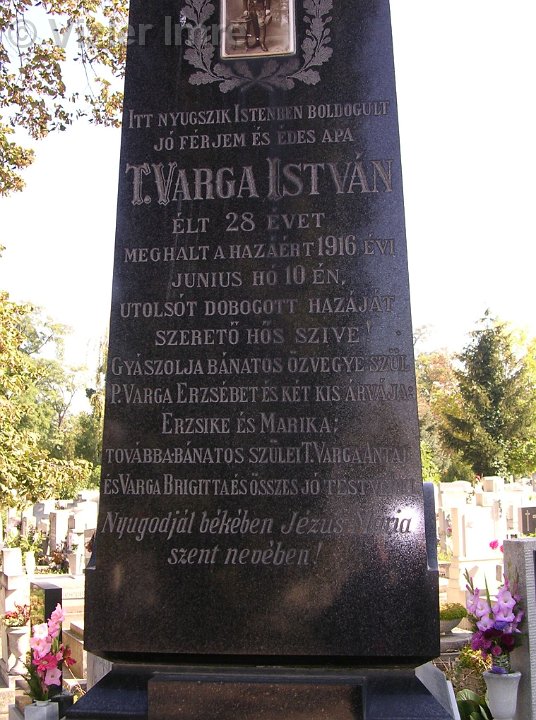 © Vizler Imre
ITT NYUGSZIK ISTENBEN BOLDOGULT
JÓ FÉRJEM ÉS ÉDES APA
T. VARGA ISTVÁN
ÉLT 28 ÉVET
MEGHALT A HAZÁÉRT 1916 ÉVI
JUNIUS HÓ 10 ÉN,
UTOLSÓT DOBOGOTT HAZÁJÁT
SZERETŐ HŐS SZIVE!
GYÁSZOLJA BÁNATOS ÖZVEGYE SZÜL.
P. VARGA ERZSÉBET ÉS KÉT KIS ÁRVÁJA:
ERZSIKE ÉS MARIKA;
TOVÁBBA BÁNATOS SZÜLEI T. VARGA ANTAL
ÉS VARGA BRIGITTA ÉS ÖSSZES JÓ TESTVÉREI
Nyugodjál békében Jézus Mária
szent nevében!